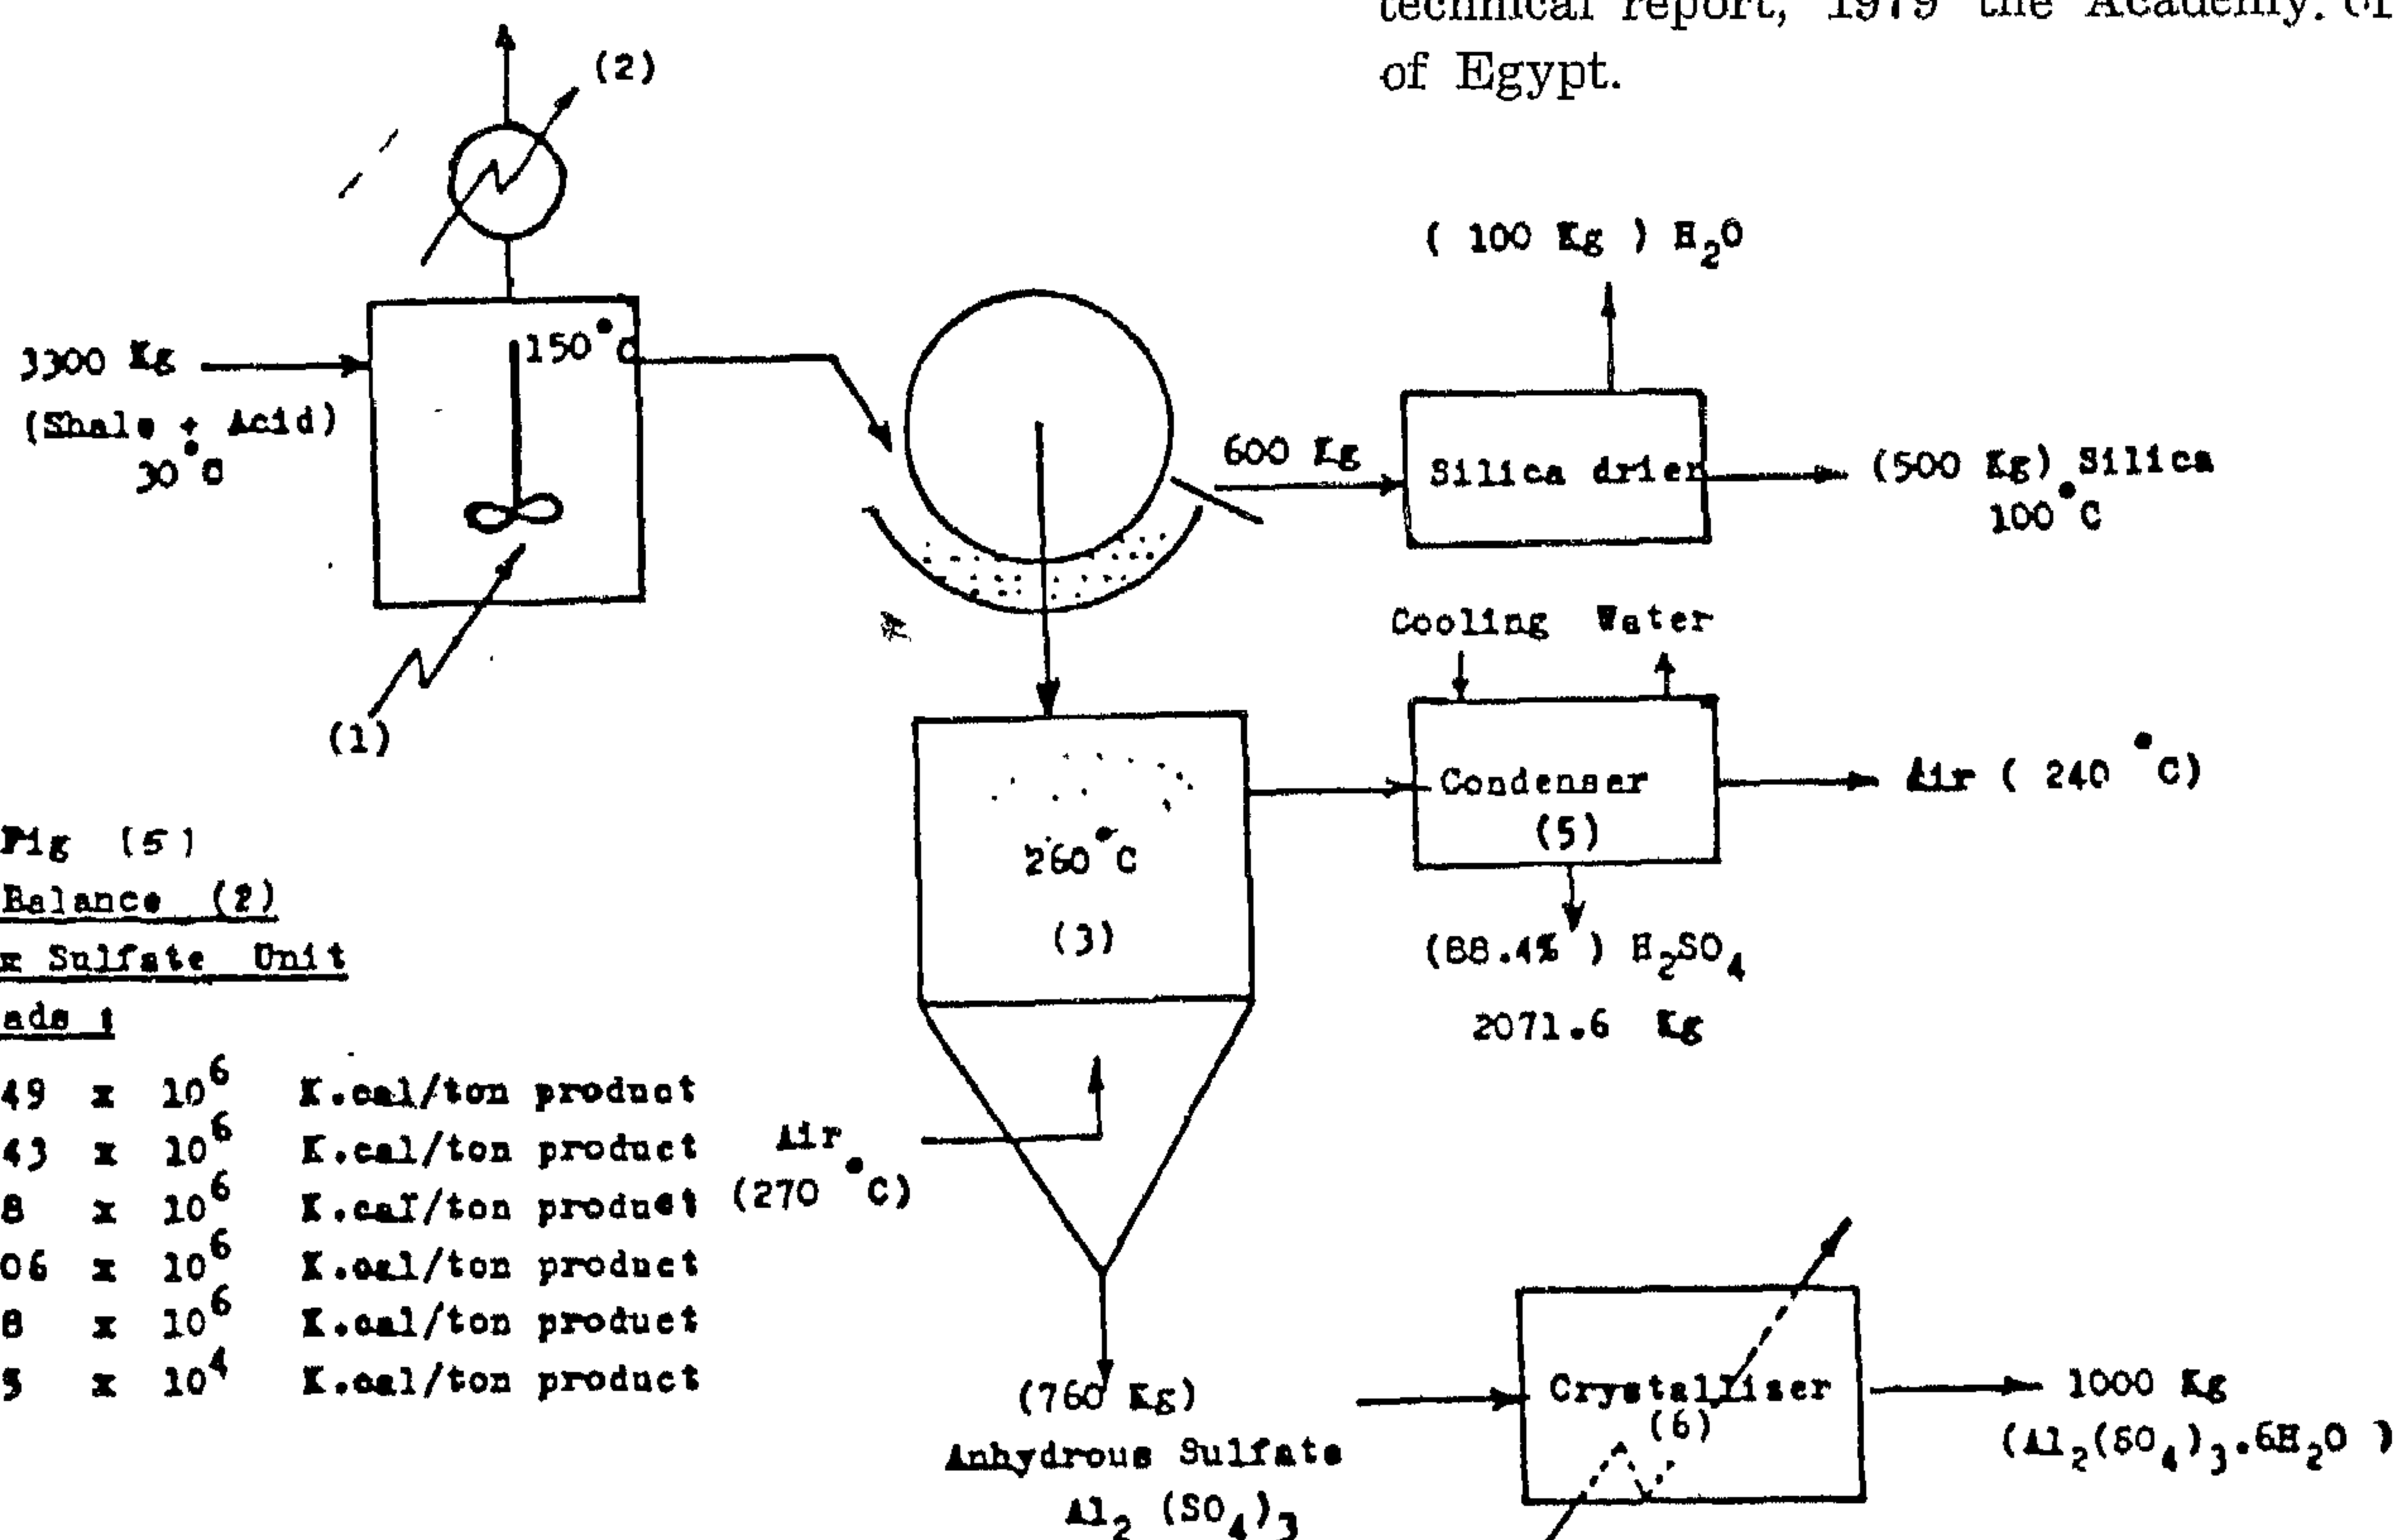 technical report, 1979 the Academy of
of Egypt.
(2)
( 100 Kg ) H2O
150°C
3300 Kg
(Shale + Acid)
30°C
600 Kg
Silica drier
(500 Kg) Silica
100°C
Cooling Water
(1)
Condenser
(5)
Air ( 240 °C)
260°C
(3)
(88.4% ) H2SO4
2071.6 Kg
Fig (5)
Balance (2)
x Sulfate Unit
ads :
49 x 10^6 K.cal/ton product
43 x 10^6 K.cal/ton product
8 x 10^6 K.cal/ton product
06 x 10^6 K.cal/ton product
8 x 10^6 K.cal/ton product
5 x 10^4 K.cal/ton product
Air
(270 °C)
(760 Kg)
Anhydrous Sulfate
Al2 (SO4)3
Crystalliser
(6)
1000 Kg
(Al2(SO4)3.6H2O )